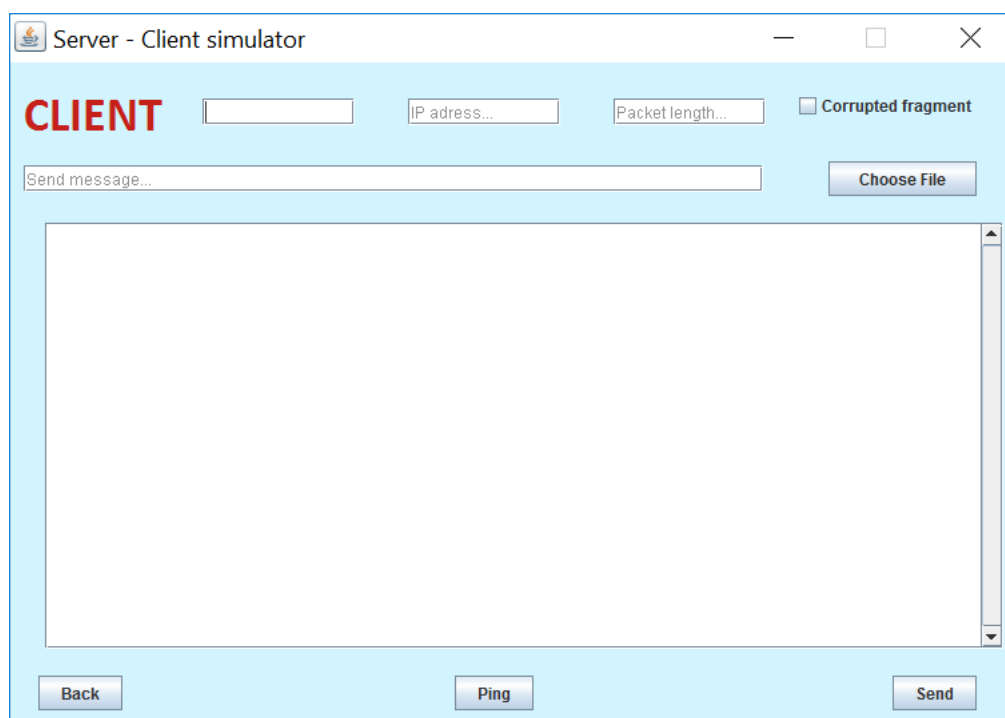 Server - Client simulator
CLIENT
IP adress...
Packet length...
Corrupted fragment
Send message...
Choose File
Back
Ping
Send